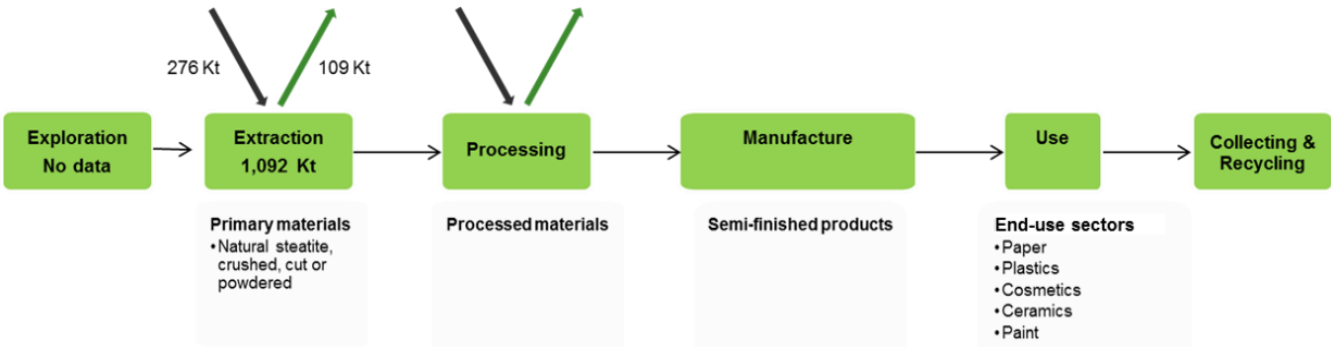 276 Kt
109 Kt
Exploration
No data
Extraction
1,092 Kt
Processing
Manufacture
Use
Collecting &
Recycling
Primary materials
•Natural steatite,
crushed, cut or
powdered
Processed materials
Semi-finished products
End-use sectors
•Paper
•Plastics
•Cosmetics
•Ceramics
•Paint